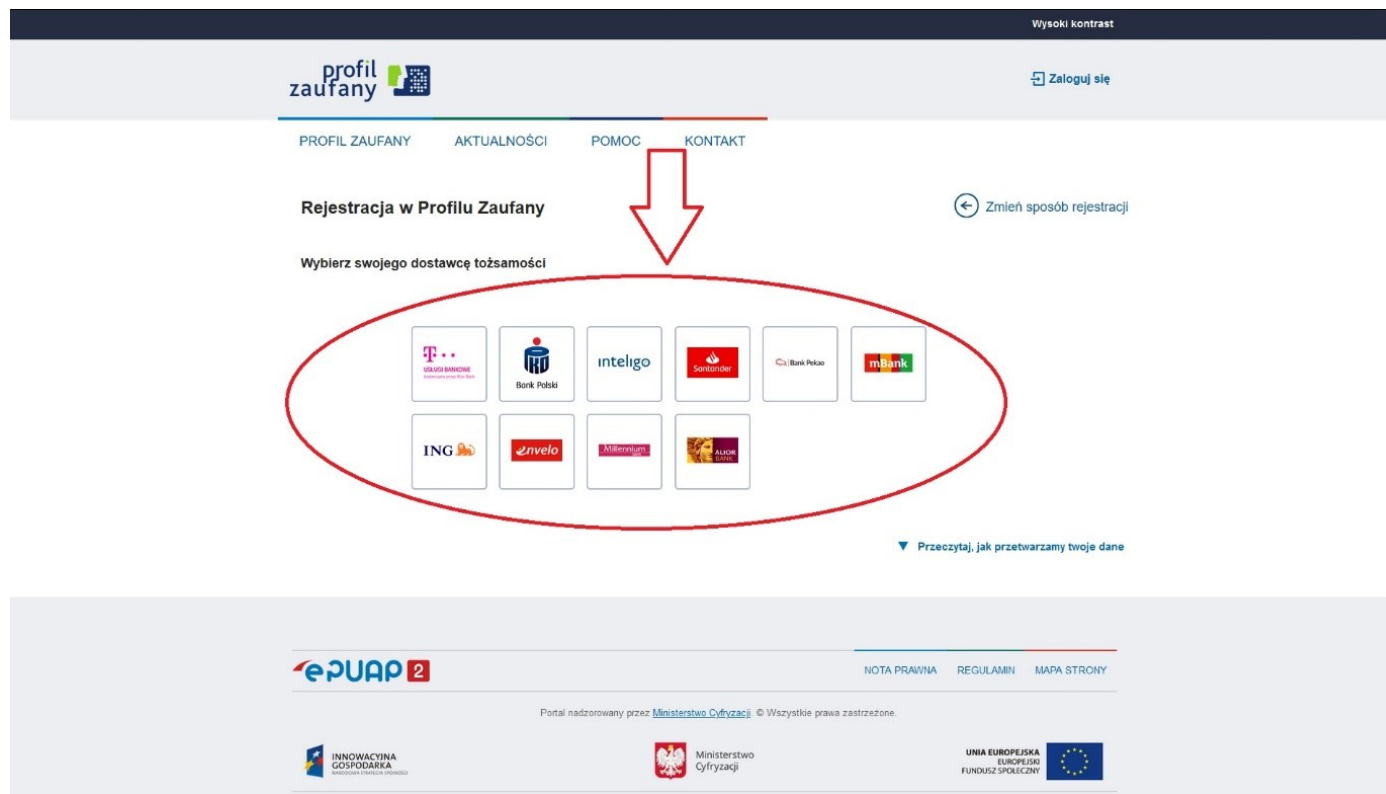 Wysoki kontrast
profil
zaufany
Zaloguj się
PROFIL ZAUFANY AKTUALNOŚCI POMOC KONTAKT
Rejestracja w Profilu Zaufany
Zmień sposób rejestracji
Wybierz swojego dostawcę tożsamości
T
USŁUGI BANKOWE
Bank Polski
inteligo
Santander
Bank Pekao
mBank
ING
envelo
Millennium
ALIOR
BANK
Przeczytaj, jak przetwarzamy twoje dane
ePUAP 2
NOTA PRAWNA REGULAMIN MAPA STRONY
Portal nadzorowany przez Ministerstwo Cyfryzacji. © Wszystkie prawa zastrzeżone.
INNOWACYJNA
GOSPODARKA
NARODOWA STRATEGIA SPÓJNOŚCI
Ministerstwo
Cyfryzacji
UNIA EUROPEJSKA
EUROPEJSKI
FUNDUSZ SPOŁECZNY